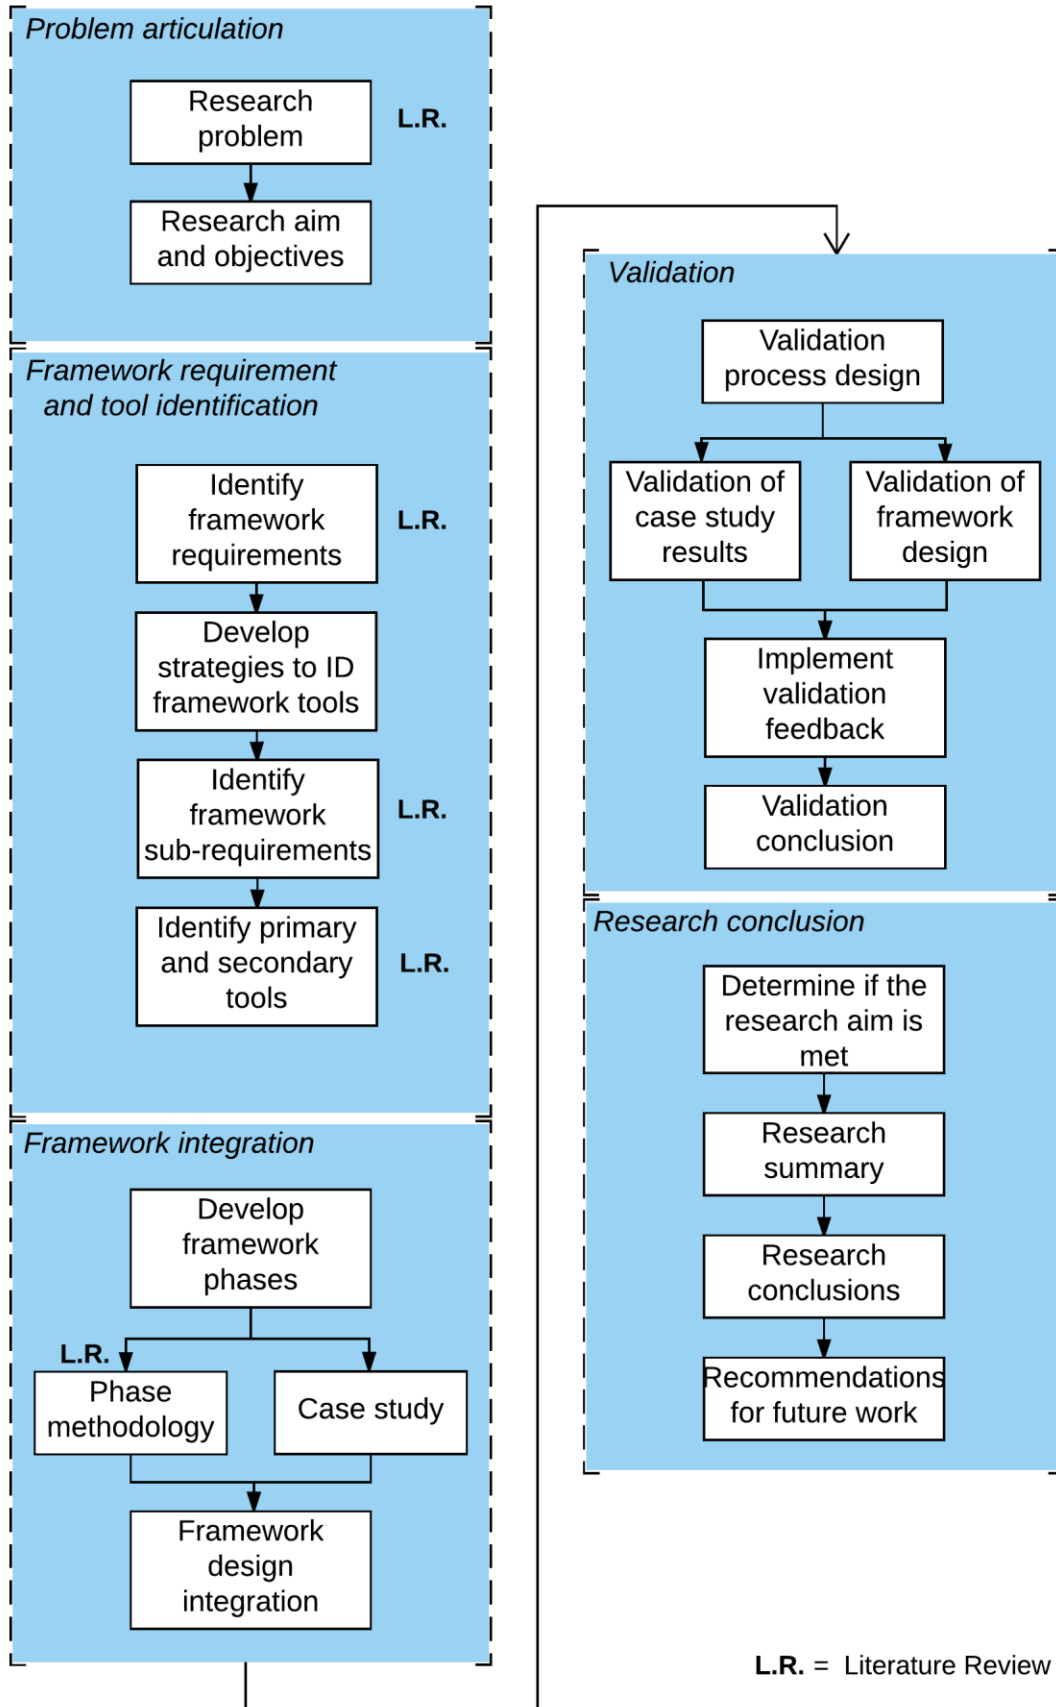 Problem articulation
Research
problem
L.R.
Research aim
and objectives
Framework requirement
and tool identification
Identify
framework
requirements
L.R.
Develop
strategies to ID
framework tools
Identify
framework
sub-requirements
L.R.
Identify primary
and secondary
tools
L.R.
Framework integration
Develop
framework
phases
L.R.
Phase
methodology
Case study
Framework
design
integration
Validation
Validation
process design
Validation of
case study
results
Validation of
framework
design
Implement
validation
feedback
Validation
conclusion
Research conclusion
Determine if the
research aim is
met
Research
summary
Research
conclusions
Recommendations
for future work
L.R. = Literature Review